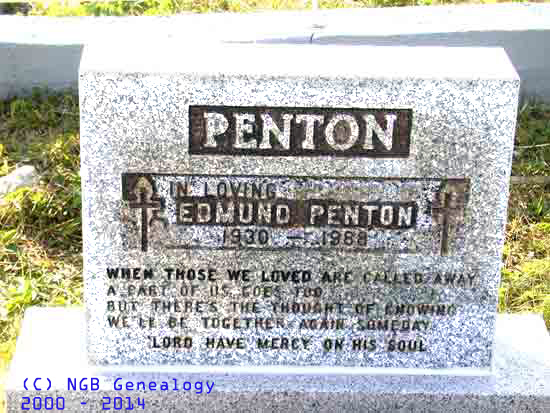 PENTON
IN LOVING
EDMUND PENTON
1930 - 1988
WHEN THOSE WE LOVED ARE CALLED AWAY
A PART OF US GOES TOO
BUT THERE'S THE THOUGHT OF KNOWING
WE'LL BE TOGETHER AGAIN SOMEDAY
LORD HAVE MERCY ON HIS SOUL
(C) NGB Genealogy
2000 - 2014